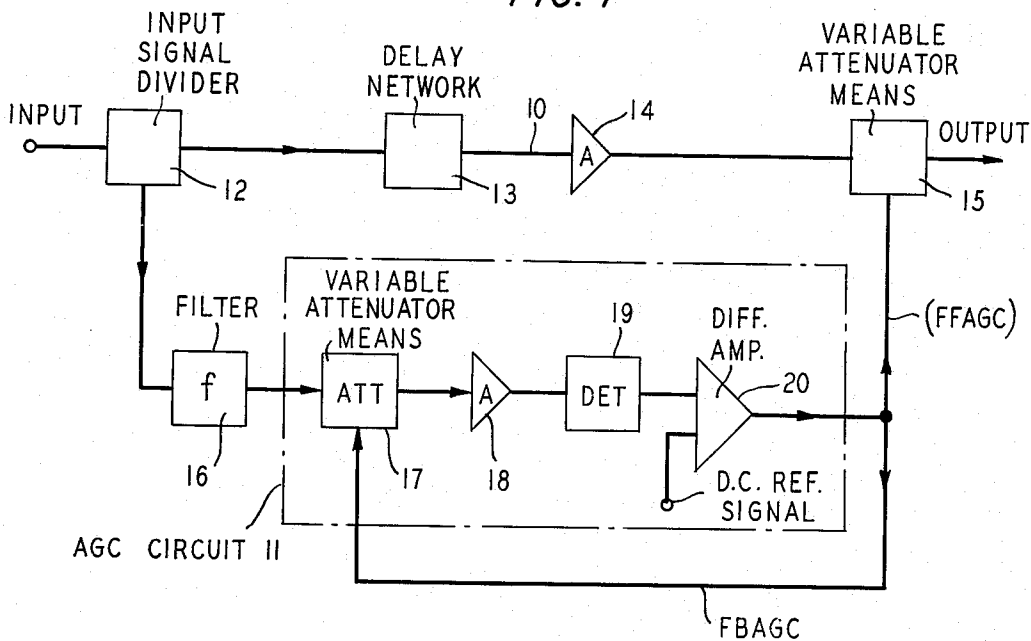 FIG. 1
INPUT
SIGNAL
DIVIDER
DELAY
NETWORK
VARIABLE
ATTENUATOR
MEANS
INPUT
10
14
A
OUTPUT
12
13
15
FILTER
VARIABLE
ATTENUATOR
MEANS
19
DIFF.
AMP.
(FFAGC)
20
f
ATT
A
DET
16
17
18
D.C. REF.
SIGNAL
AGC CIRCUIT 11
FBAGC